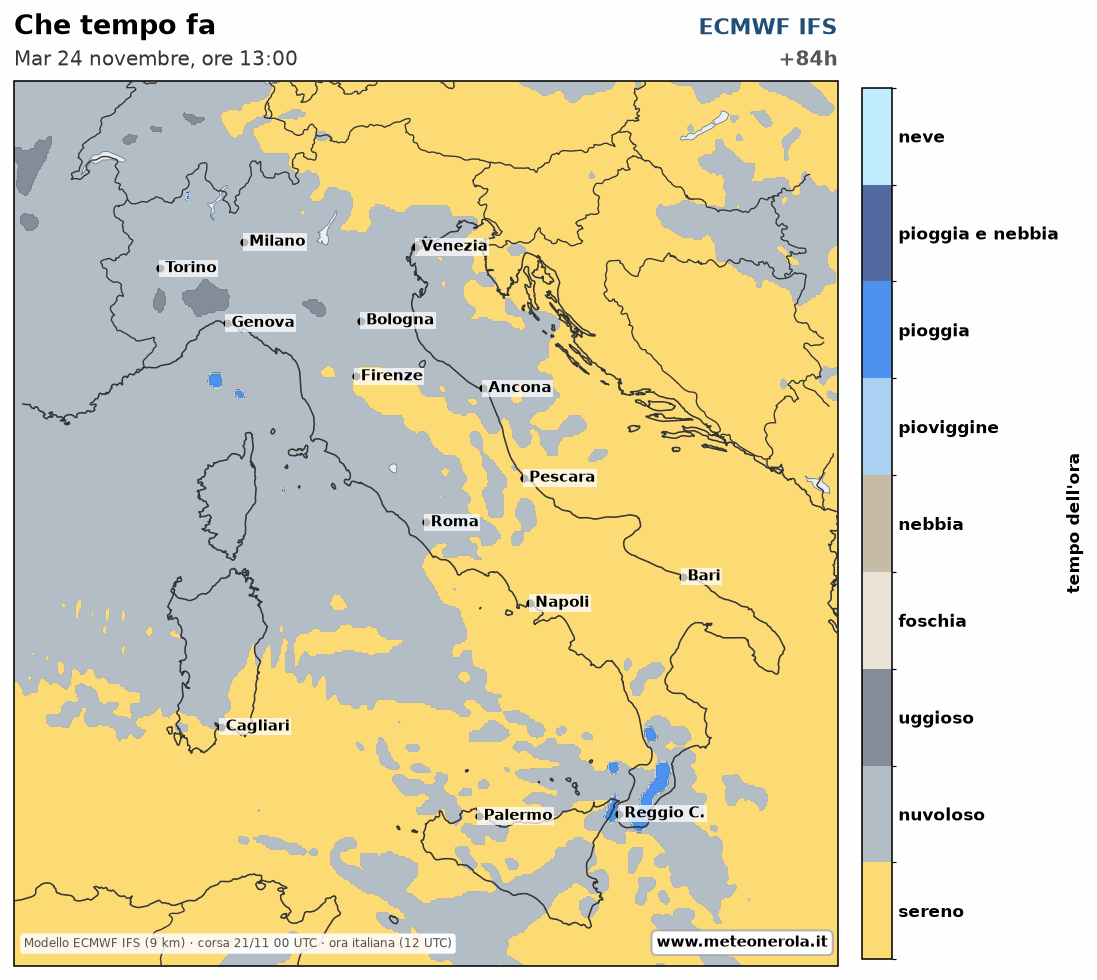 Che tempo fa
ECMWF IFS
Mar 24 novembre, ore 13:00
+84h
neve
pioggia e nebbia
pioggia
pioviggine
nebbia
foschia
uggioso
nuvoloso
sereno
tempo dell'ora
Milano
Venezia
Torino
Genova
Bologna
Firenze
Ancona
Pescara
Roma
Bari
Napoli
Cagliari
Palermo
Reggio C.
Modello ECMWF IFS (9 km) · corsa 21/11 00 UTC · ora italiana (12 UTC)
www.meteonerola.it